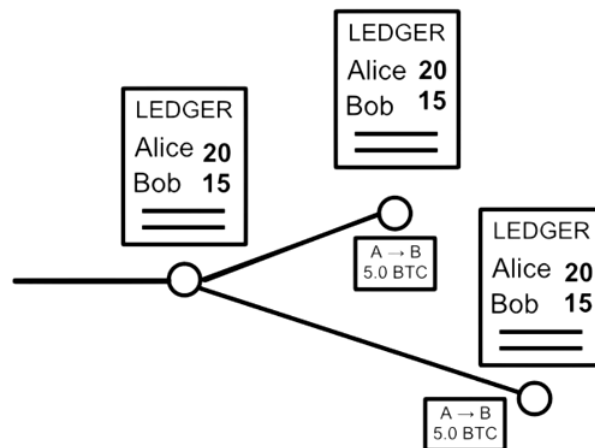 LEDGER
Alice 20
Bob 15
LEDGER
Alice 20
Bob 15
A → B
5.0 BTC
LEDGER
Alice 20
Bob 15
A → B
5.0 BTC